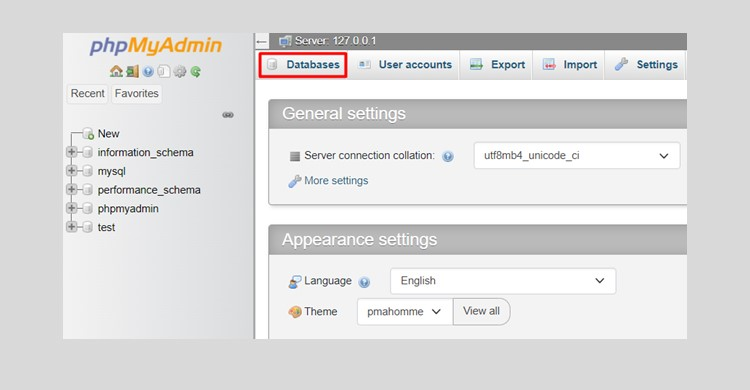 phpMyAdmin
Recent Favorites
New
information_schema
mysql
performance_schema
phpmyadmin
test
Server: 127.0.0.1
Databases User accounts Export Import Settings
General settings
Server connection collation: utf8mb4_unicode_ci
More settings
Appearance settings
Language English
Theme pmahomme View all